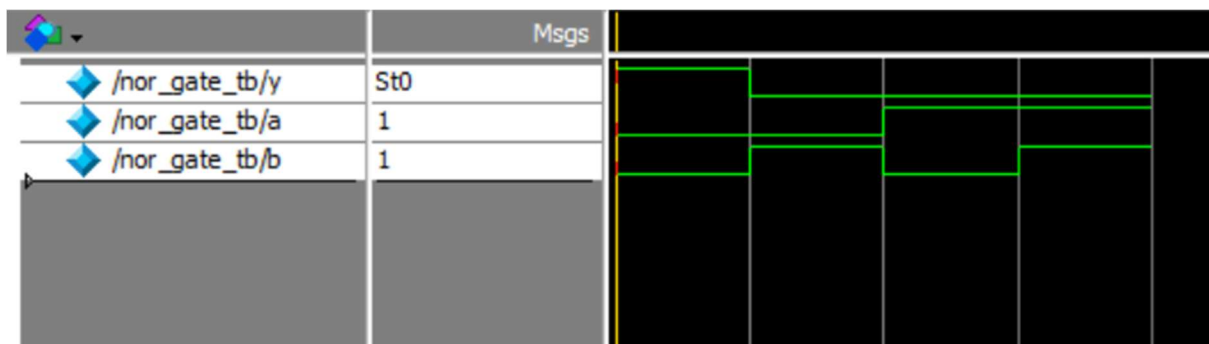 Msgs
/nor_gate_tb/y St0
/nor_gate_tb/a 1
/nor_gate_tb/b 1